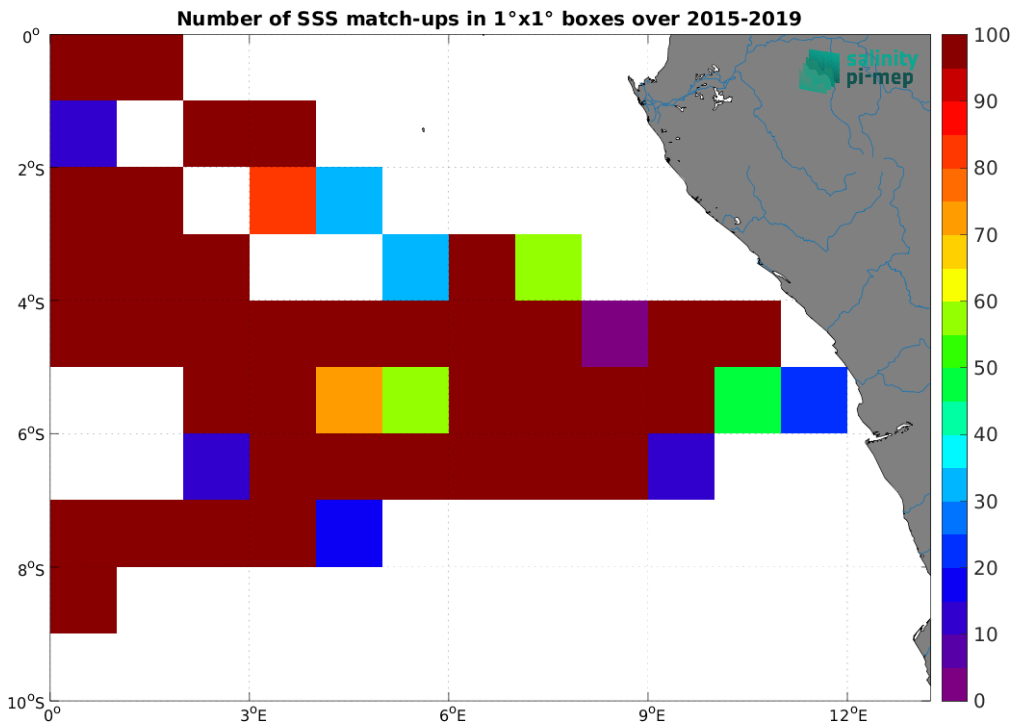 Number of SSS match-ups in 1°x1° boxes over 2015-2019
salinity
pi-mep
0°
2°S
4°S
6°S
8°S
10°S
0°
3°E
6°E
9°E
12°E
100
90
80
70
60
50
40
30
20
10
0